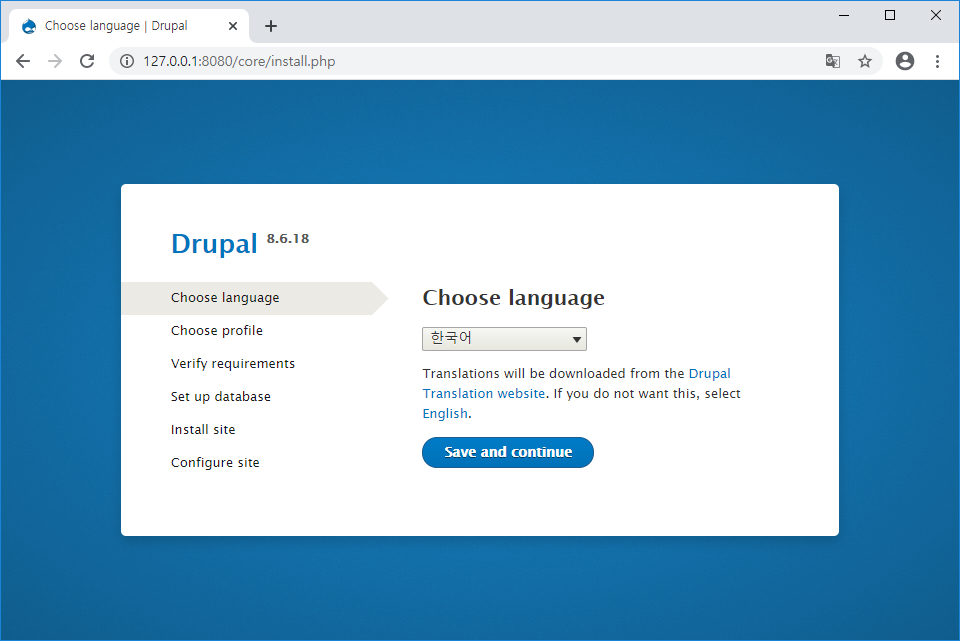 Choose language | Drupal
127.0.0.1:8080/core/install.php
Drupal 8.6.18
Choose language
Choose profile
Verify requirements
Set up database
Install site
Configure site
Choose language
한국어
Translations will be downloaded from the Drupal
Translation website. If you do not want this, select
English.
Save and continue